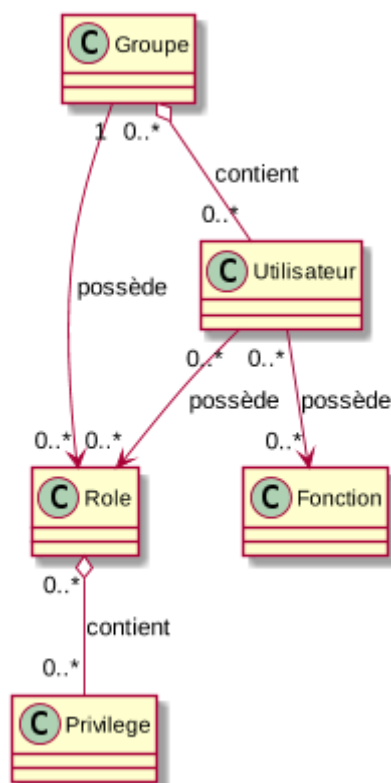 C Groupe
1 0..*
contient
0..*
C Utilisateur
possède
0..* 0..*
possède possède
0..* 0..* 0..*
C Role
C Fonction
0..*
contient
0..*
C Privilege